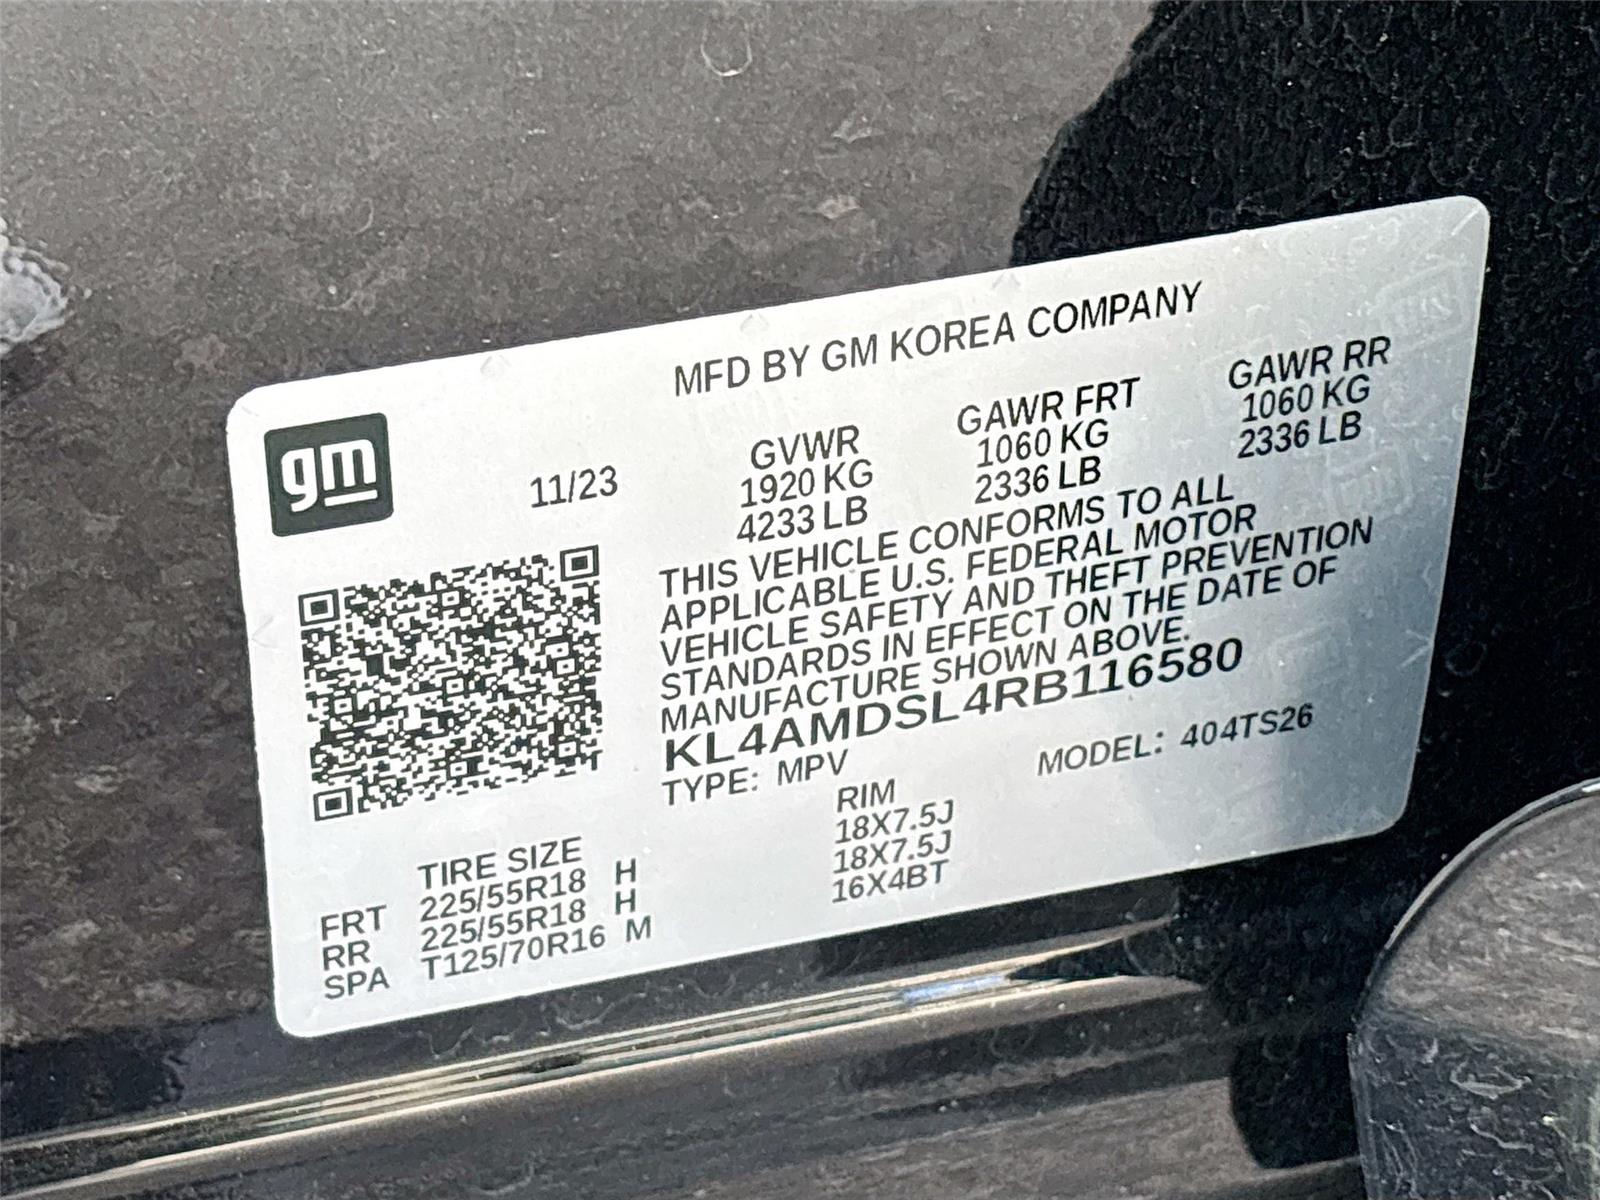 MFD BY GM KOREA COMPANY
gm
11/23
GVWR
1920 KG
4233 LB
GAWR FRT
1060 KG
2336 LB
GAWR RR
1060 KG
2336 LB
THIS VEHICLE CONFORMS TO ALL
APPLICABLE U.S. FEDERAL MOTOR
VEHICLE SAFETY AND THEFT PREVENTION
STANDARDS IN EFFECT ON THE DATE OF
MANUFACTURE SHOWN ABOVE.
KL4AMDSL4RB116580
TYPE: MPV MODEL: 404TS26
TIRE SIZE RIM
FRT 225/55R18 H 18X7.5J
RR 225/55R18 H 18X7.5J
SPA T125/70R16 M 16X4BT